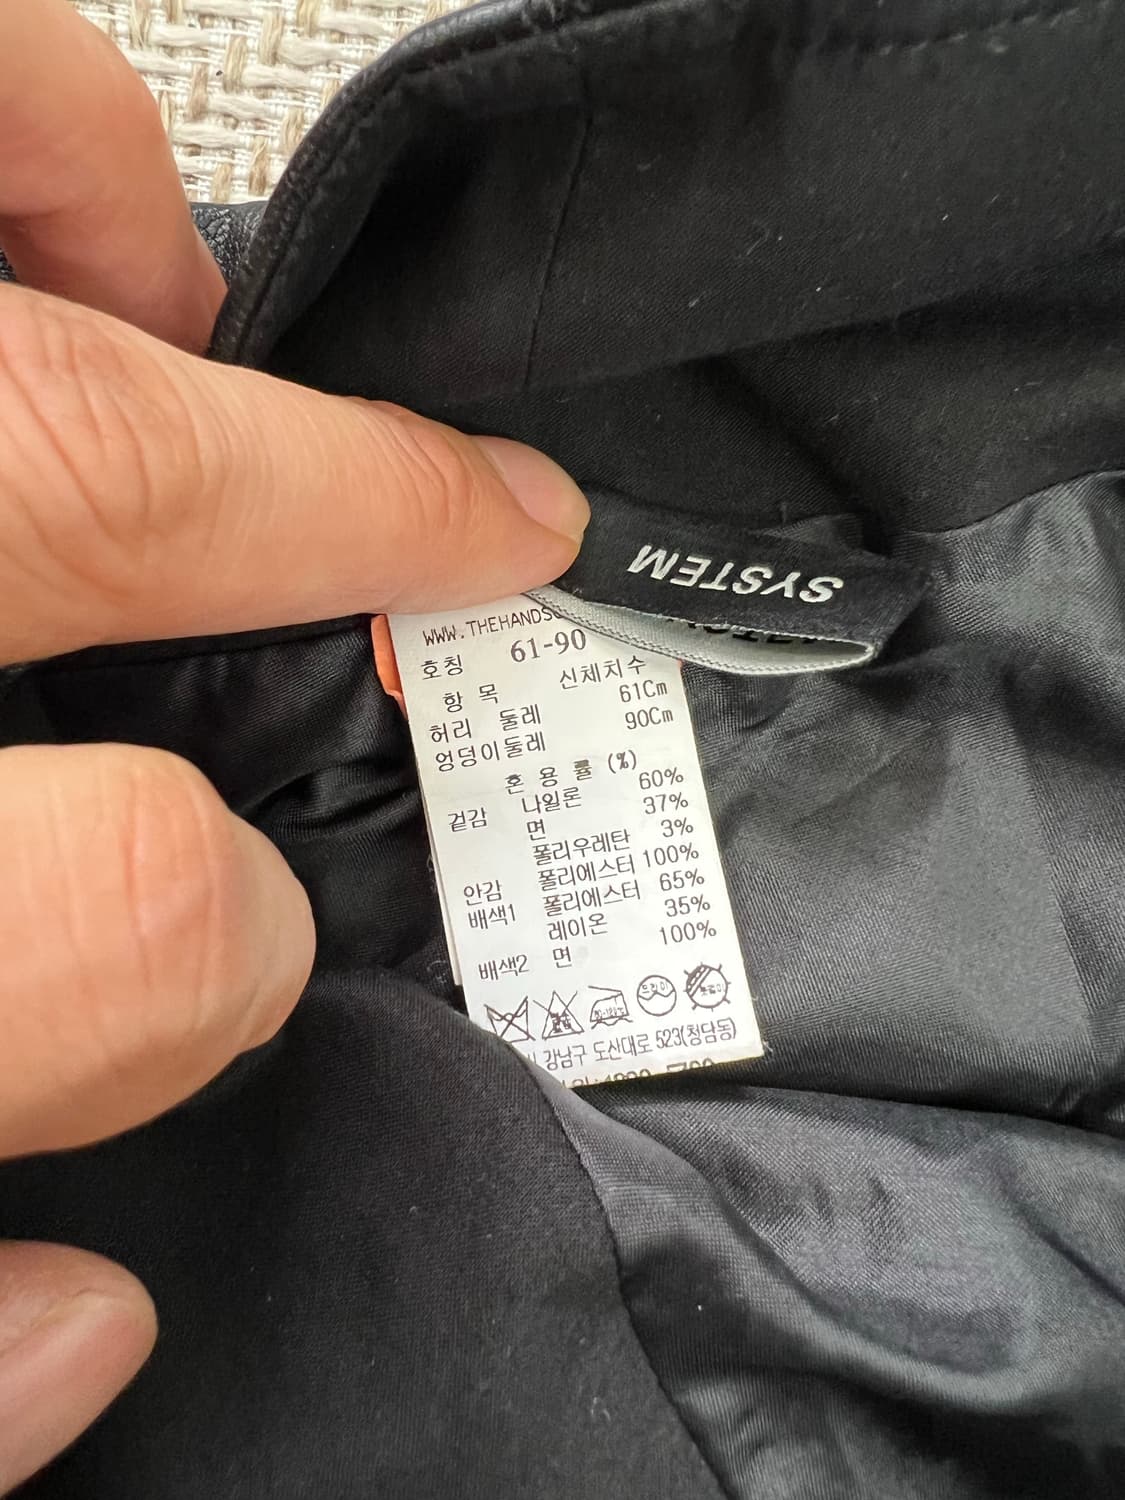 SYSTEM
WWW.THEHANDSO
호칭 61-90
항 목 신체치수
허리 둘레 61Cm
엉덩이둘레 90Cm
혼 용 률 (%)
겉감 나일론 60%
면 37%
폴리우레탄 3%
안감 폴리에스터 100%
배색1 폴리에스터 65%
레이온 35%
배색2 면 100%
드라이
강남구 도산대로 523(청담동)